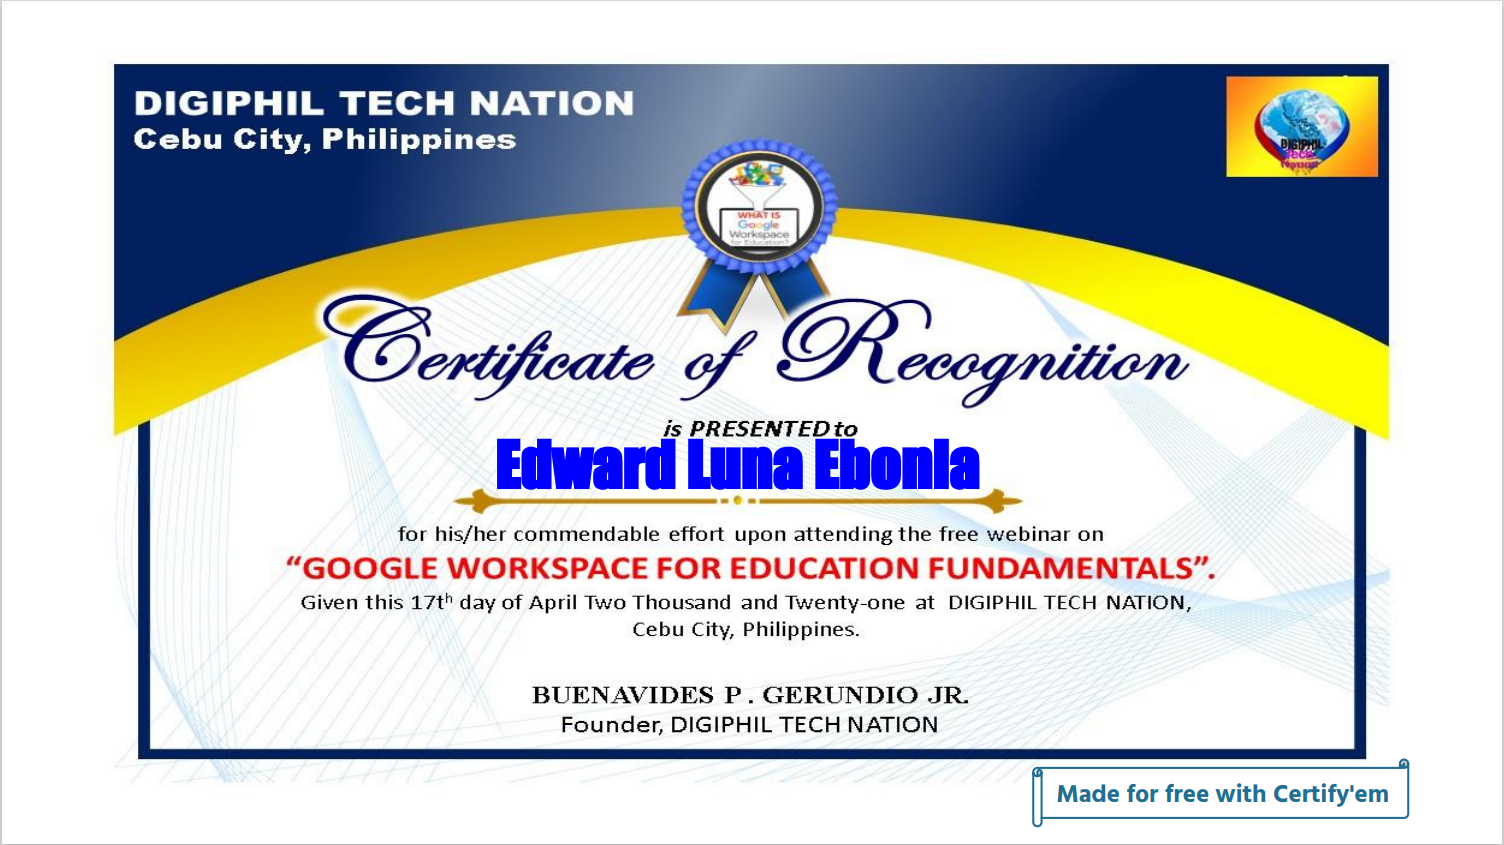 DIGIPHIL TECH NATION
Cebu City, Philippines
DIGIPHIL
Tech
Nation
WHAT IS
Google
Workspace
for Education?
Certificate of Recognition
is PRESENTED to
Edward Luna Ebonia
for his/her commendable effort upon attending the free webinar on
“GOOGLE WORKSPACE FOR EDUCATION FUNDAMENTALS”.
Given this 17th day of April Two Thousand and Twenty-one at DIGIPHIL TECH NATION,
Cebu City, Philippines.
BUENAVIDES P . GERUNDIO JR.
Founder, DIGIPHIL TECH NATION
Made for free with Certify'em